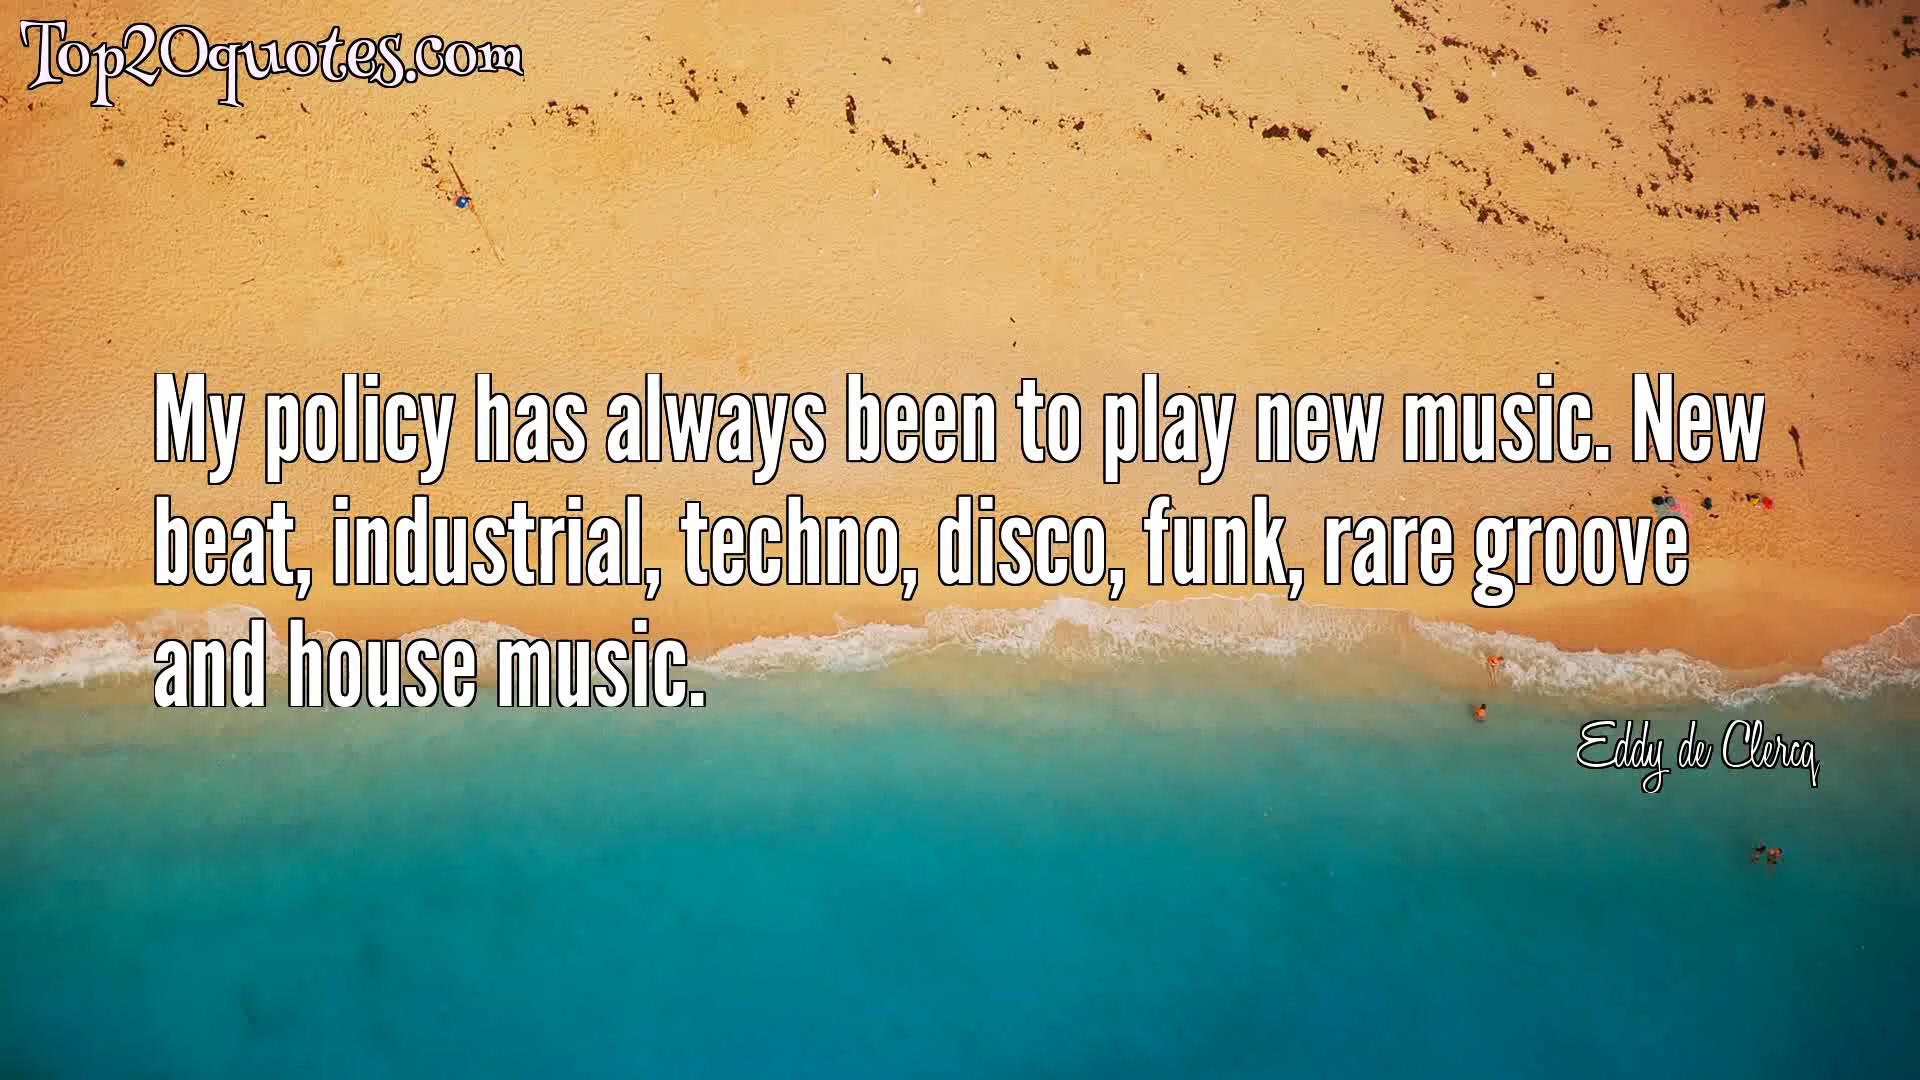 Top20quotes.com
My policy has always been to play new music. New
beat, industrial, techno, disco, funk, rare groove
and house music.
Eddy de Clercq